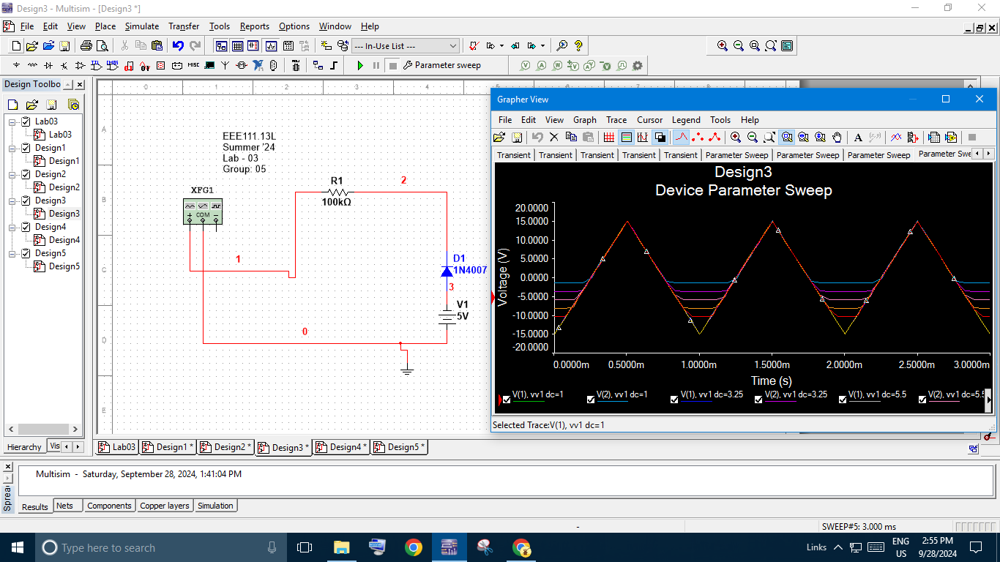 Design3 - Multisim - [Design3 *]
File Edit View Place Simulate Transfer Tools Reports Options Window Help
--- In-Use List ---
MISC
Parameter sweep
Design Toolbo
Lab03
Lab03
Design1
Design1
Design2
Design2
Design3
Design3
Design4
Design4
Design5
Design5
Hierarchy Vis
0 1 2 3 4
A
B
C
D
E
EEE111.13L
Summer '24
Lab - 03
Group: 05
XFG1
COM
R1
100kΩ
2
1
D1
1N4007
3
V1
5V
0
Grapher View
File Edit View Graph Trace Cursor Legend Tools Help
Transient Transient Transient Transient Transient Parameter Sweep Parameter Sweep Parameter Sweep Parameter Swe
Design3
Device Parameter Sweep
Voltage (V)
20.0000
15.0000
10.0000
5.0000
0.0000
-5.0000
-10.0000
-15.0000
-20.0000
0.0000m 0.5000m 1.0000m 1.5000m 2.0000m 2.5000m 3.0000m
Time (s)
V(1), vv1 dc=1 V(2), vv1 dc=1 V(1), vv1 dc=3.25 V(2), vv1 dc=3.25 V(1), vv1 dc=5.5 V(2), vv1 dc=5.5
Selected Trace:V(1), vv1 dc=1
Lab03 Design1 * Design2 * Design3 * Design4 * Design5 *
Multisim - Saturday, September 28, 2024, 1:41:04 PM
Sprea
Results Nets Components Copper layers Simulation
- SWEEP#5: 3.000 ms
Type here to search
Links
ENG
US
2:55 PM
9/28/2024